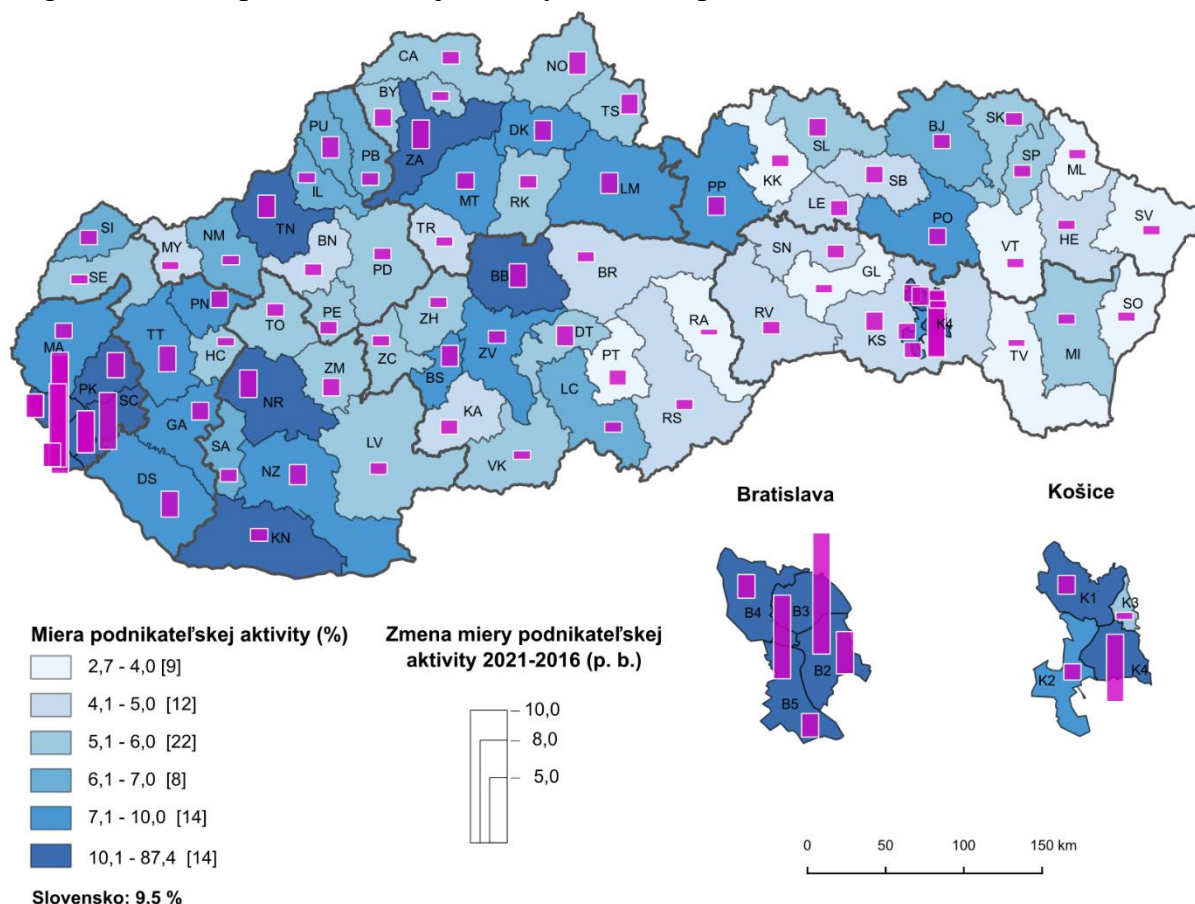 CA
NO
BY
TS
PU
ZA
DK
SL
BJ
SK
PB
SP
ML
IL
MT
RK
LM
PP
KK
SB
LE
PO
HE
SV
TN
SI
MY
NM
BN
TR
PD
BB
BR
SN
GL
VT
SE
PN
TO
PE
ZH
RA
RV
KS
K4
SO
MA
TT
HC
ZC
ZV
DT
PT
TV
MI
PK
SC
NR
ZM
BS
LC
GA
KA
RS
SA
LV
VK
DS
NZ
KN
Bratislava
Košice
B4
B3
B2
B5
K1
K3
K2
K4
Miera podnikateľskej aktivity (%)
2,7 - 4,0 [9]
4,1 - 5,0 [12]
5,1 - 6,0 [22]
6,1 - 7,0 [8]
7,1 - 10,0 [14]
10,1 - 87,4 [14]
Slovensko: 9.5 %
Zmena miery podnikateľskej
aktivity 2021-2016 (p. b.)
10,0
8,0
5,0
0 50 100 150 km